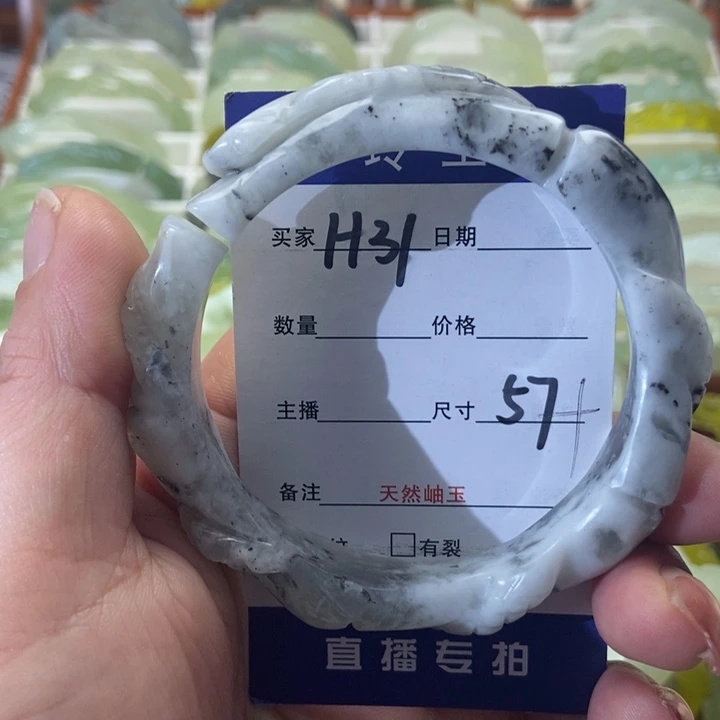 买家 H31 日期
数量 价格
主播 尺寸 57+
备注 天然岫玉
有裂
直播专拍